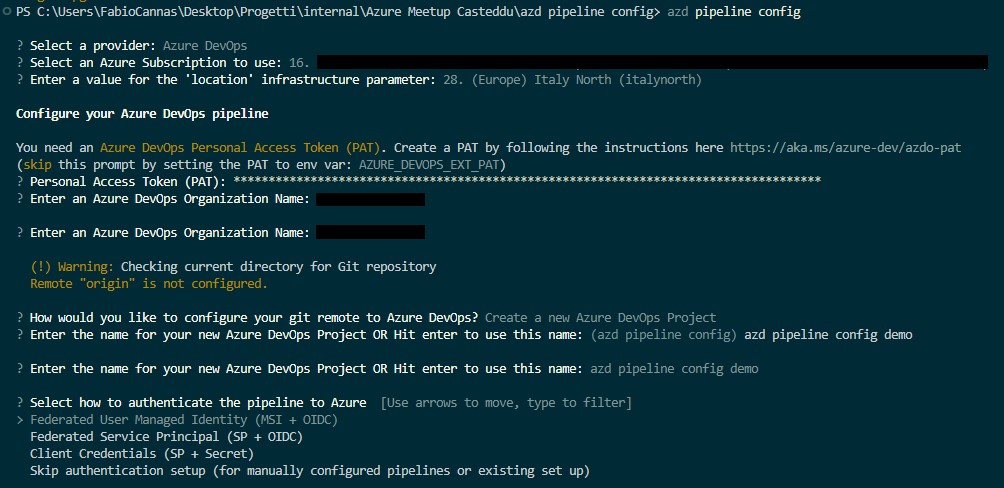 PS C:\Users\FabioCannas\Desktop\Progetti\internal\Azure Meetup Casteddu\azd pipeline config> azd pipeline config
? Select a provider: Azure DevOps
? Select an Azure Subscription to use: 16.
? Enter a value for the 'location' infrastructure parameter: 28. (Europe) Italy North (italynorth)
Configure your Azure DevOps pipeline
You need an Azure DevOps Personal Access Token (PAT). Create a PAT by following the instructions here https://aka.ms/azure-dev/azdo-pat
(skip this prompt by setting the PAT to env var: AZURE_DEVOPS_EXT_PAT)
? Personal Access Token (PAT): ************************************************************************************
? Enter an Azure DevOps Organization Name:
? Enter an Azure DevOps Organization Name:
(!) Warning: Checking current directory for Git repository
Remote "origin" is not configured.
? How would you like to configure your git remote to Azure DevOps? Create a new Azure DevOps Project
? Enter the name for your new Azure DevOps Project OR Hit enter to use this name: (azd pipeline config) azd pipeline config demo
? Enter the name for your new Azure DevOps Project OR Hit enter to use this name: azd pipeline config demo
? Select how to authenticate the pipeline to Azure [Use arrows to move, type to filter]
> Federated User Managed Identity (MSI + OIDC)
Federated Service Principal (SP + OIDC)
Client Credentials (SP + Secret)
Skip authentication setup (for manually configured pipelines or existing set up)